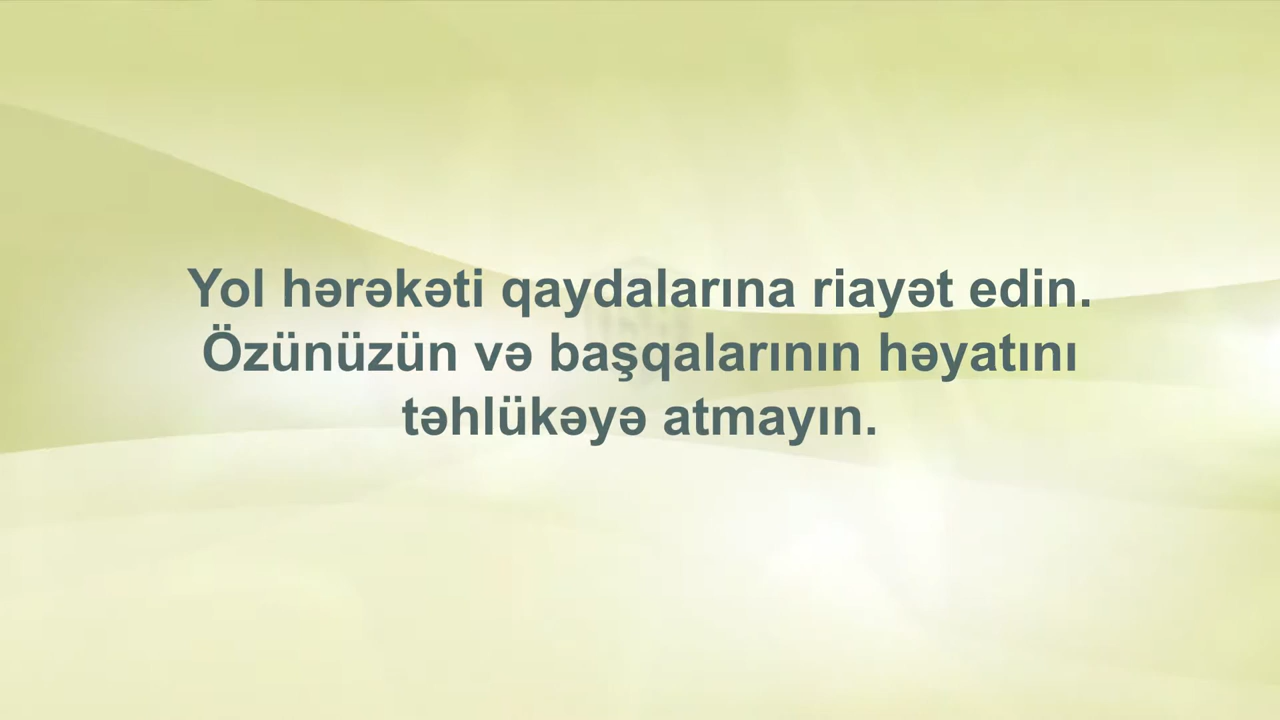 Yol hərəkəti qaydalarına riayət edin.
Özünüzün və başqalarının həyatını
təhlükəyə atmayın.